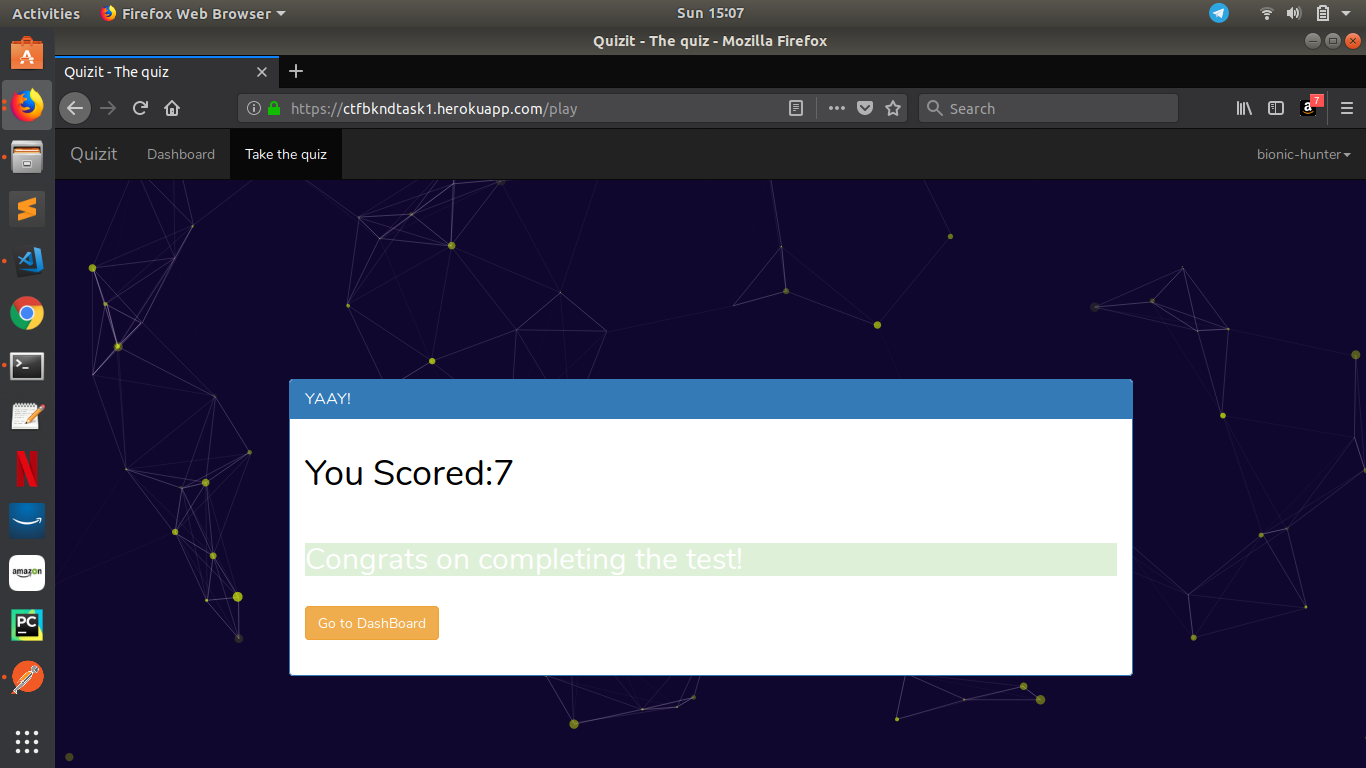 Activities
Firefox Web Browser
Sun 15:07
Quizit - The quiz - Mozilla Firefox
Quizit - The quiz
https://ctfbkndtask1.herokuapp.com/play
Search
7
Quizit
Dashboard
Take the quiz
bionic-hunter
YAAY!
You Scored:7
Congrats on completing the test!
Go to DashBoard
amazon
PC